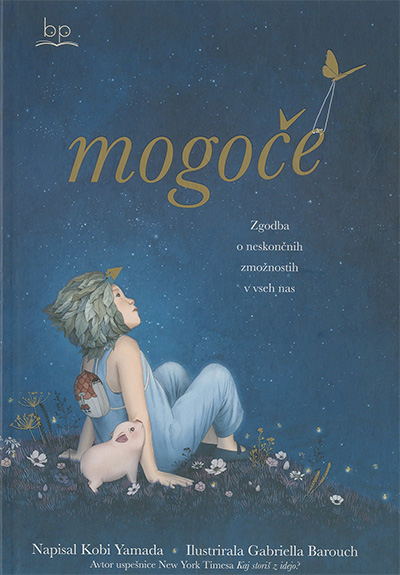 bp
mogoče
Zgodba
o neskončnih
zmožnostih
v vseh nas
Napisal Kobi Yamada • Ilustrirala Gabriella Barouch
Avtor uspešnice New York Timesa Kaj storiš z idejo?